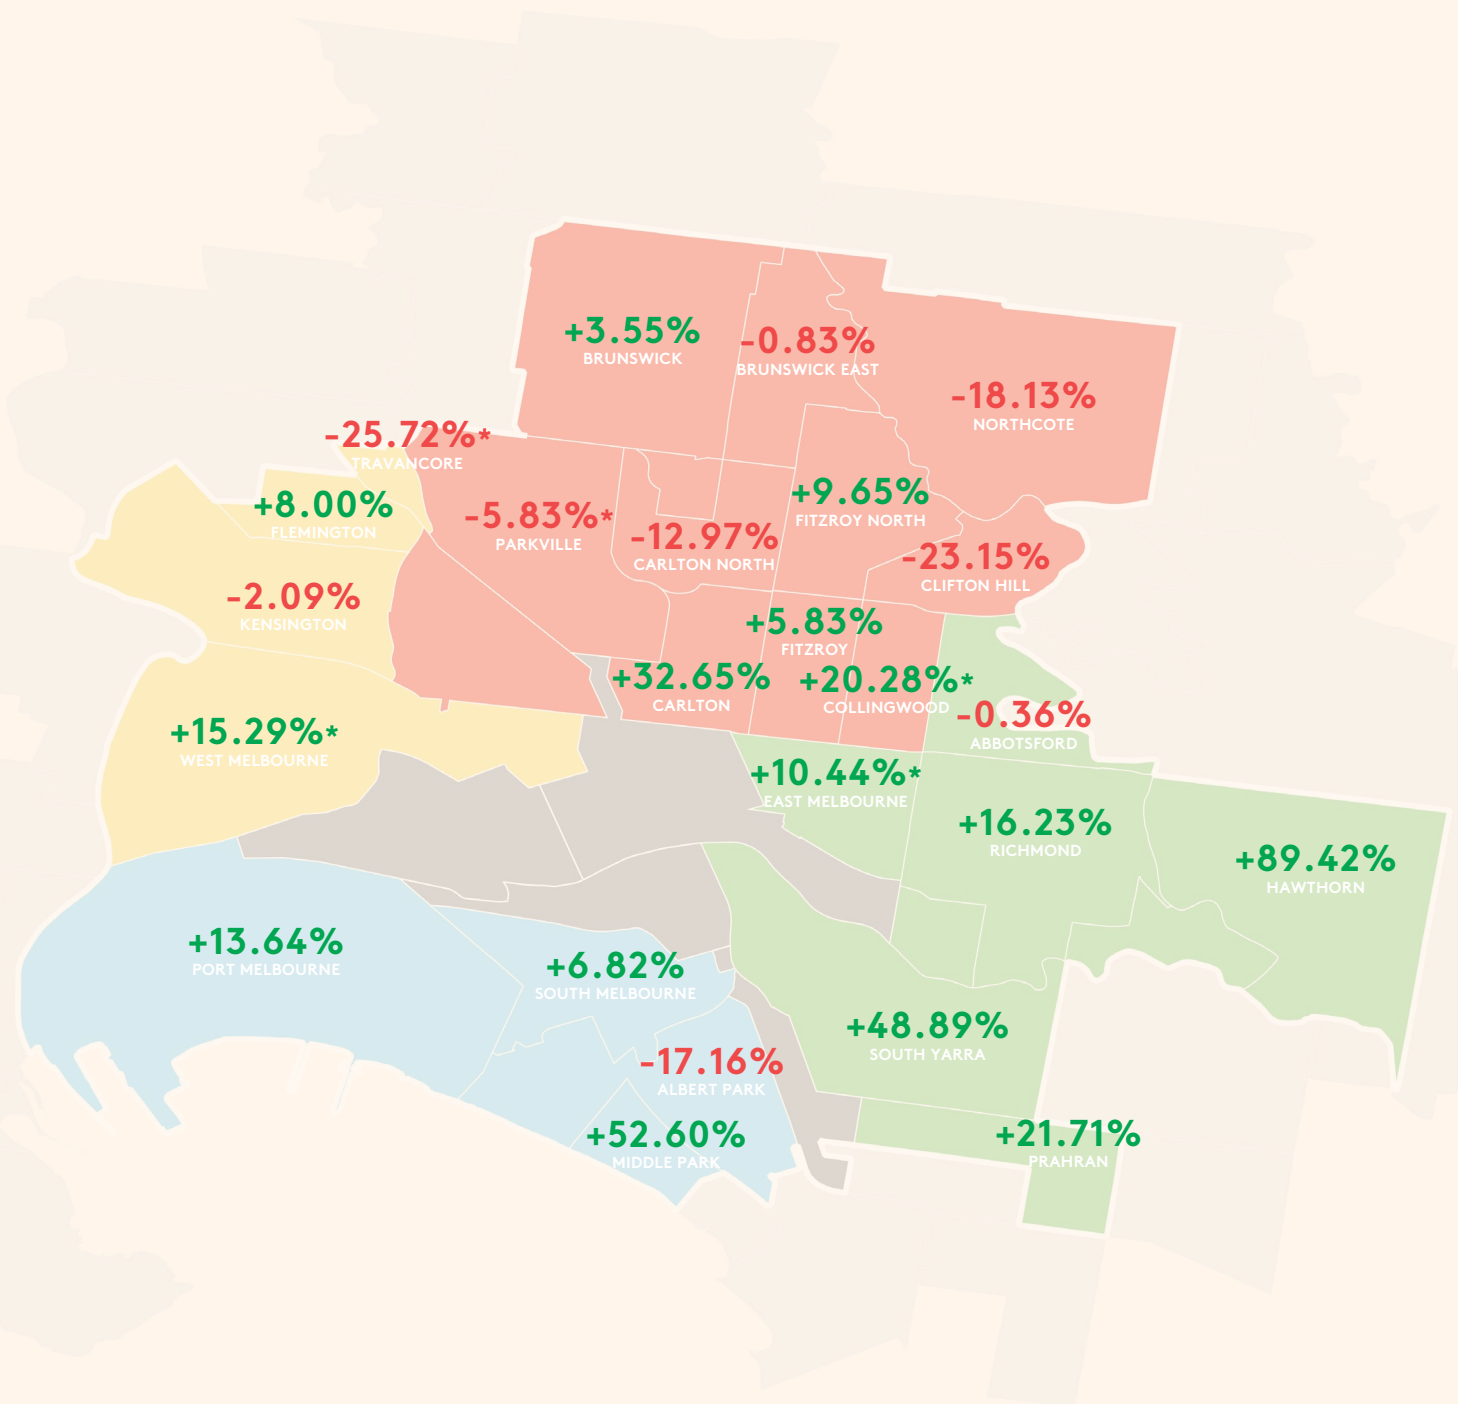 +3.55%
BRUNSWICK
-0.83%
BRUNSWICK EAST
-18.13%
NORTHCOTE
-25.72%*
TRAVANCORE
+8.00%
FLEMINGTON
-5.83%*
PARKVILLE
-12.97%
CARLTON NORTH
+9.65%
FITZROY NORTH
-23.15%
CLIFTON HILL
-2.09%
KENSINGTON
+5.83%
FITZROY
+32.65%
CARLTON
+20.28%*
COLLINGWOOD
-0.36%
ABBOTSFORD
+15.29%*
WEST MELBOURNE
+10.44%*
EAST MELBOURNE
+16.23%
RICHMOND
+89.42%
HAWTHORN
+13.64%
PORT MELBOURNE
+6.82%
SOUTH MELBOURNE
+48.89%
SOUTH YARRA
-17.16%
ALBERT PARK
+52.60%
MIDDLE PARK
+21.71%
PRAHRAN